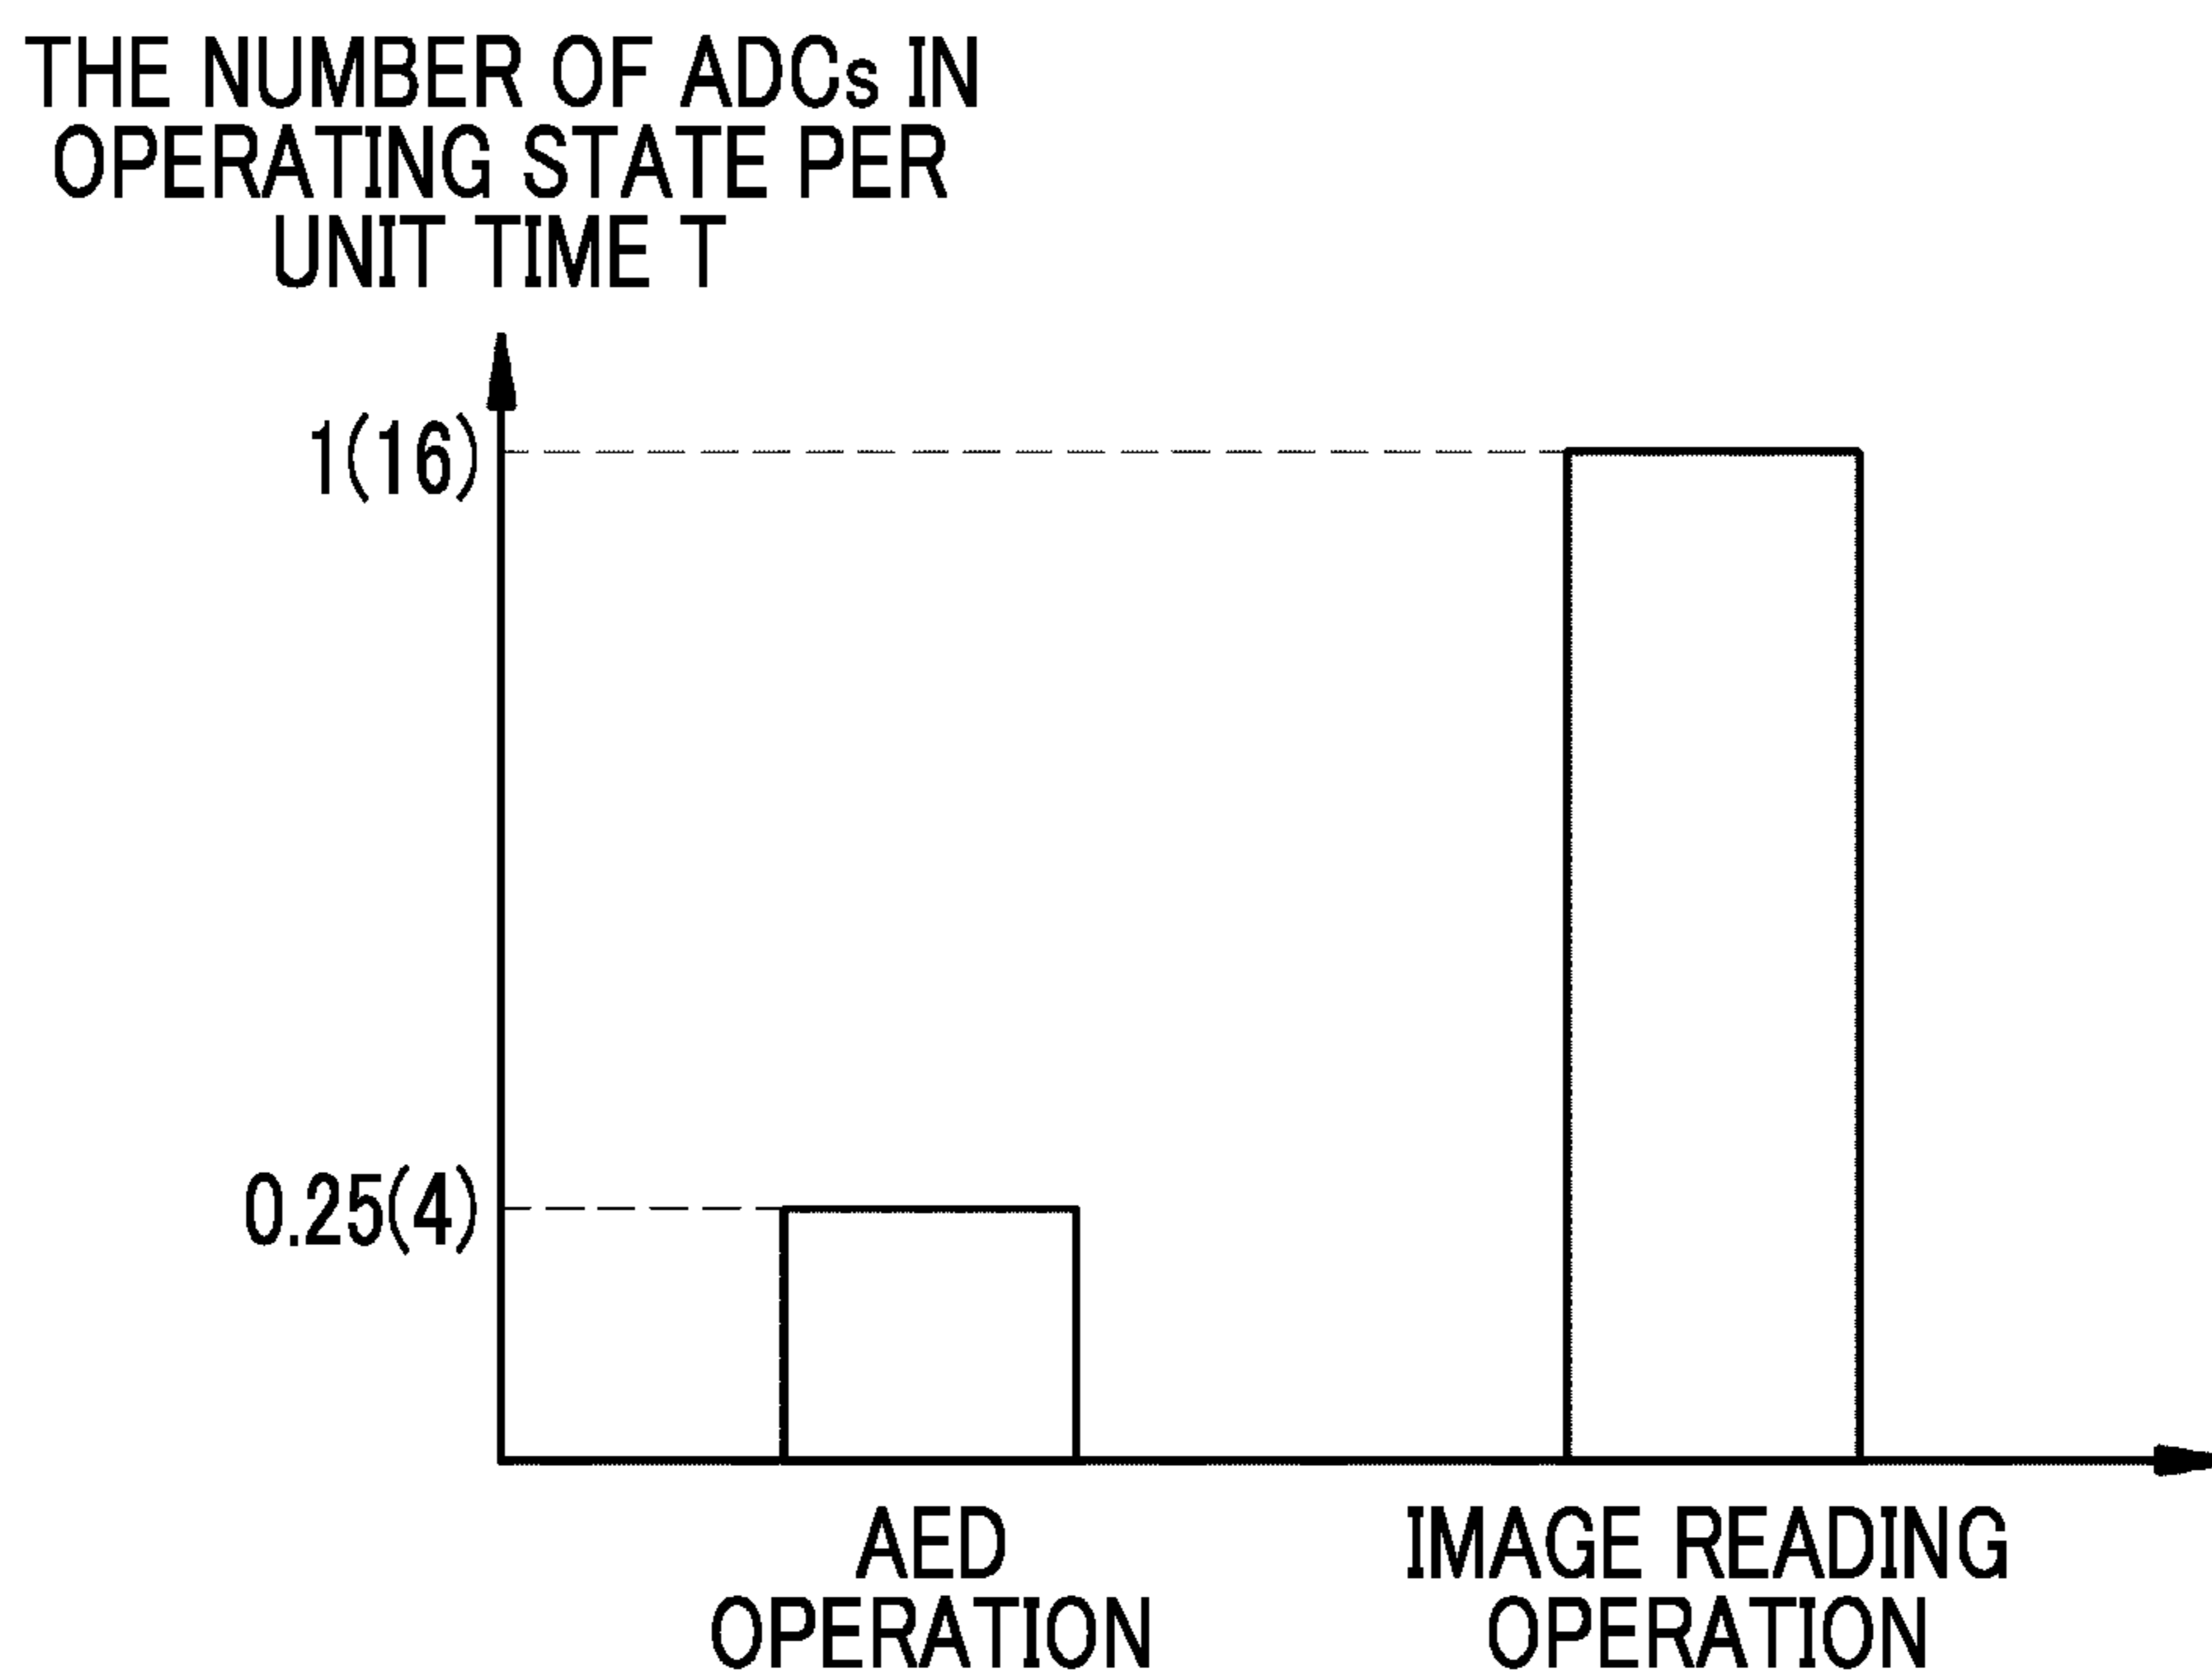 THE NUMBER OF ADCs IN
OPERATING STATE PER
UNIT TIME T
1(16)
0.25(4)
AED
OPERATION
IMAGE READING
OPERATION